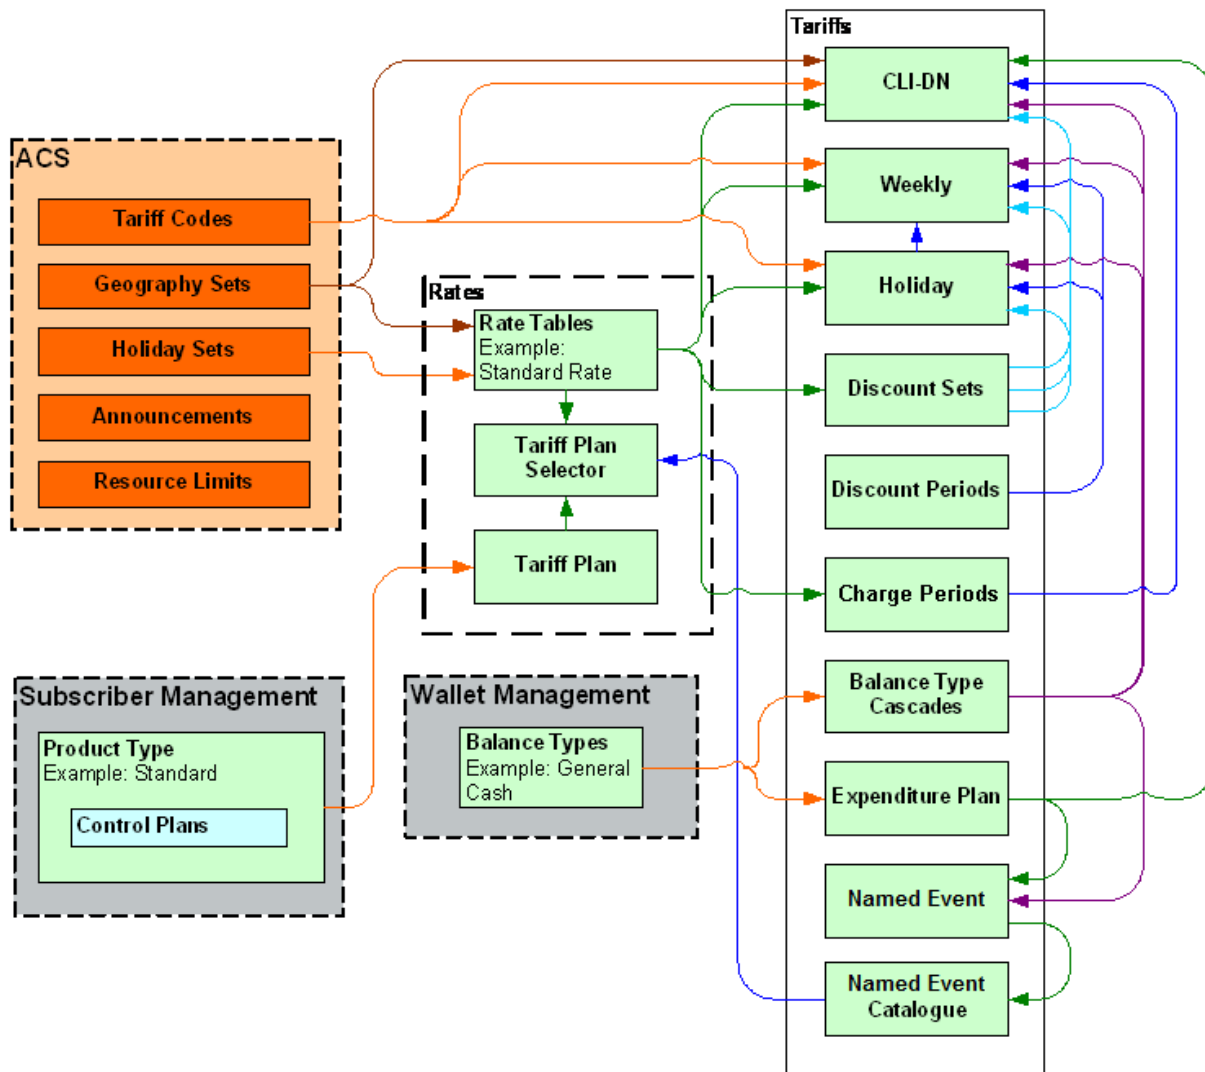 Tariffs
CLI-DN
Weekly
Holiday
Discount Sets
Discount Periods
Charge Periods
Balance Type
Cascades
Expenditure Plan
Named Event
Named Event
Catalogue
ACS
Tariff Codes
Geography Sets
Holiday Sets
Announcements
Resource Limits
Rates
Rate Tables
Example:
Standard Rate
Tariff Plan
Selector
Tariff Plan
Subscriber Management
Product Type
Example: Standard
Control Plans
Wallet Management
Balance Types
Example: General
Cash